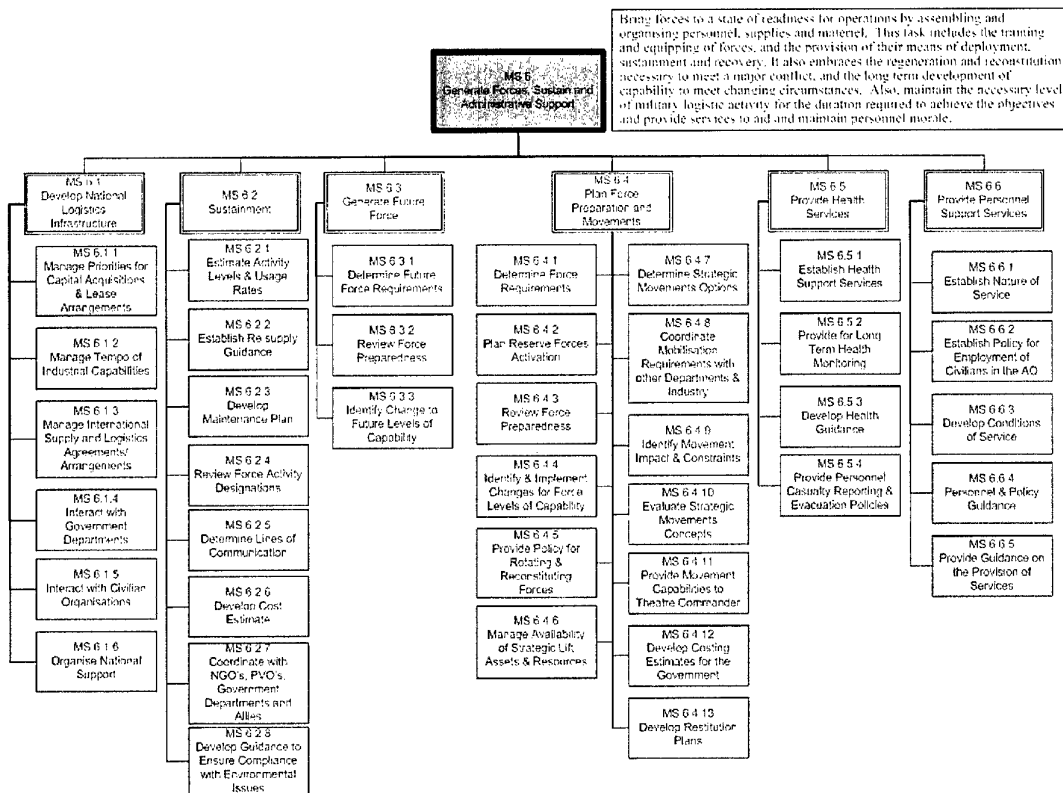 Bring forces to a state of readiness for operations by assembling and
organising personnel, supplies and materiel. This task includes the training
and equipping of forces, and the provision of their means of deployment,
sustainment and recovery. It also embraces the regeneration and reconstitution
necessary to meet a major conflict, and the long term development of
capability to meet changing circumstances. Also, maintain the necessary level
of military logistic activity for the duration required to achieve the objectives
and provide services to aid and maintain personnel morale.
MS 6
Generate Forces, Sustain and
Administrative Support
MS 6.1
Develop National
Logistics
Infrastructure
MS 6.1.1
Manage Priorities for
Capital Acquisitions
& Lease
Arrangements
MS 6.1.2
Manage Tempo of
Industrial Capabilities
MS 6.1.3
Manage International
Supply and Logistics
Agreements/
Arrangements
MS 6.1.4
Interact with
Government
Departments
MS 6.1.5
Interact with Civilian
Organisations
MS 6.1.6
Organise National
Support
MS 6.2
Sustainment
MS 6.2.1
Estimate Activity
Levels & Usage
Rates
MS 6.2.2
Establish Re-supply
Guidance
MS 6.2.3
Develop
Maintenance Plan
MS 6.2.4
Review Force Activity
Designations
MS 6.2.5
Determine Lines of
Communication
MS 6.2.6
Develop Cost
Estimate
MS 6.2.7
Coordinate with
NGO's, PVO's,
Government
Departments and
Allies
MS 6.2.8
Develop Guidance to
Ensure Compliance
with Environmental
Issues
MS 6.3
Generate Future
Force
MS 6.3.1
Determine Future
Force Requirements
MS 6.3.2
Review Force
Preparedness
MS 6.3.3
Identify Change to
Future Levels of
Capability
MS 6.4
Plan Force
Preparation and
Movements
MS 6.4.1
Determine Force
Requirements
MS 6.4.2
Plan Reserve Forces
Activation
MS 6.4.3
Review Force
Preparedness
MS 6.4.4
Identify & Implement
Changes for Force
Levels of Capability
MS 6.4.5
Provide Policy for
Rotating &
Reconstituting
Forces
MS 6.4.6
Manage Availability
of Strategic Lift
Assets & Resources
MS 6.4.7
Determine Strategic
Movements Options
MS 6.4.8
Coordinate
Mobilisation
Requirements with
other Departments &
Industry
MS 6.4.9
Identify Movement
Impact & Constraints
MS 6.4.10
Evaluate Strategic
Movements
Concepts
MS 6.4.11
Provide Movement
Capabilities to
Theatre Commander
MS 6.4.12
Develop Costing
Estimates for the
Government
MS 6.4.13
Develop Restitution
Plans
MS 6.5
Provide Health
Services
MS 6.5.1
Establish Health
Support Services
MS 6.5.2
Provide for Long
Term Health
Monitoring
MS 6.5.3
Develop Health
Guidance
MS 6.5.4
Provide Personnel
Casualty Reporting &
Evacuation Policies
MS 6.6
Provide Personnel
Support Services
MS 6.6.1
Establish Nature of
Service
MS 6.6.2
Establish Policy for
Employment of
Civilians in the AO
MS 6.6.3
Develop Conditions
of Service
MS 6.6.4
Personnel & Policy
Guidance
MS 6.6.5
Provide Guidance on
the Provision of
Services